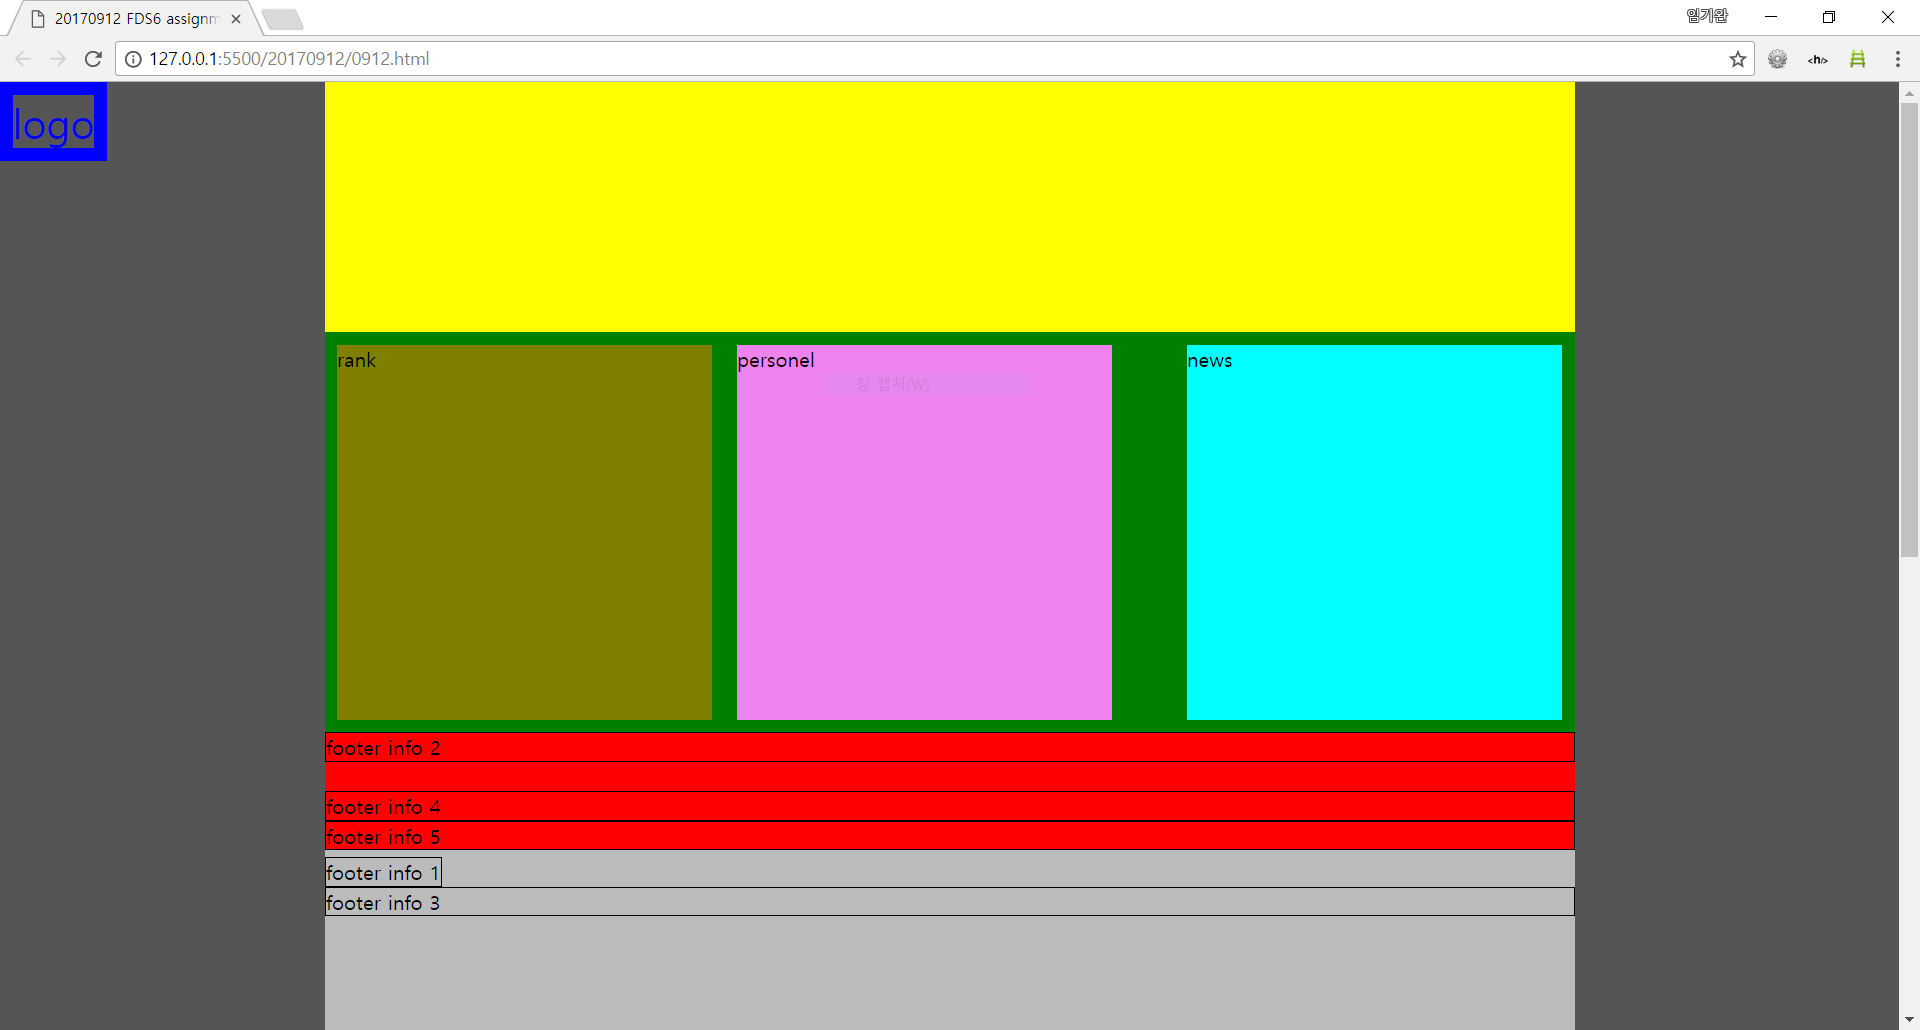 20170912 FDS6 assignm
임기완
127.0.0.1:5500/20170912/0912.html
<h/>
logo
rank
personel
news
창 캡처(W)
footer info 2
footer info 4
footer info 5
footer info 1
footer info 3